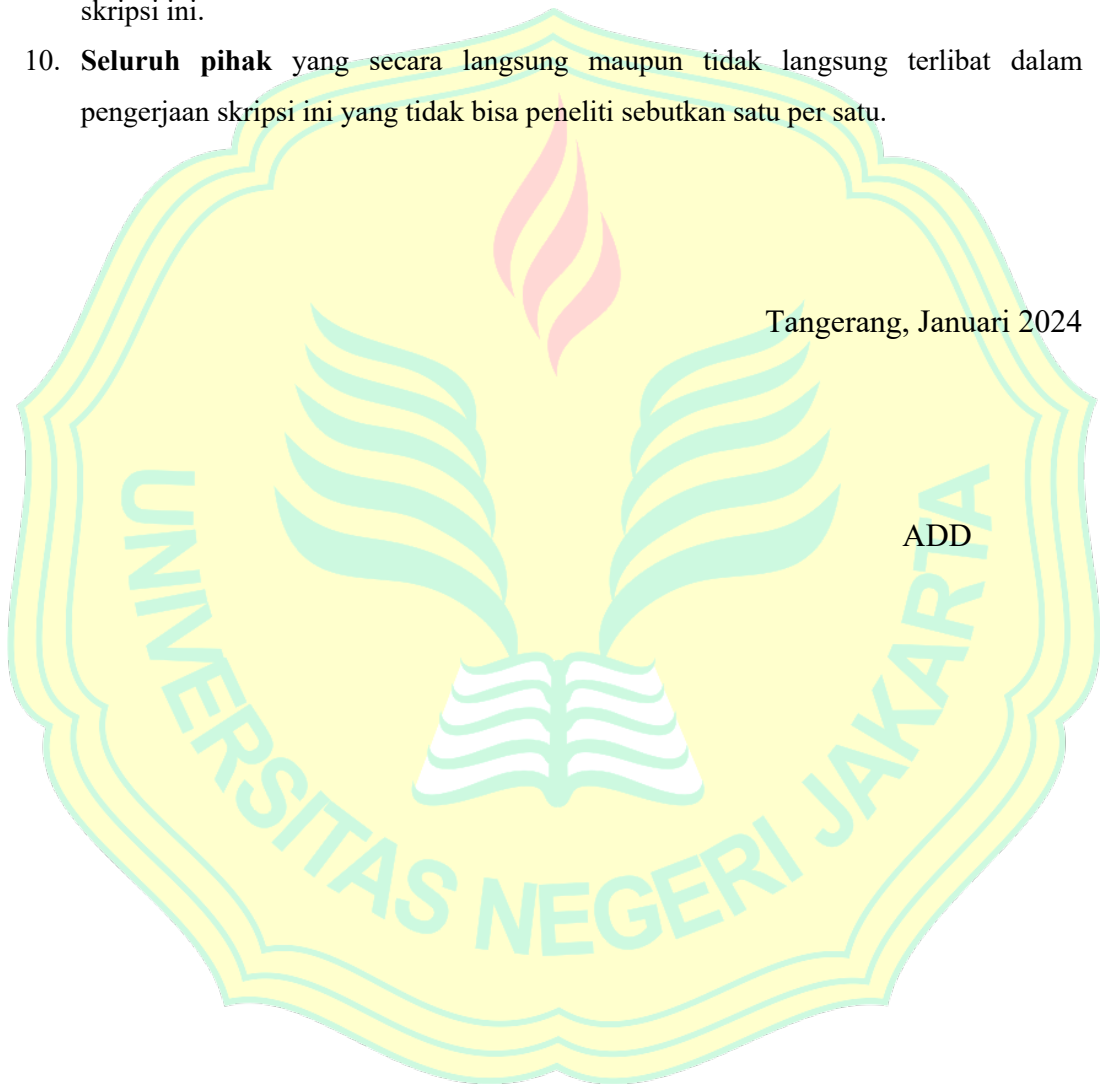 skripsi ini.
10. Seluruh pihak yang secara langsung maupun tidak langsung terlibat dalam
pengerjaan skripsi ini yang tidak bisa peneliti sebutkan satu per satu.
Tangerang, Januari 2024
ADD
UNIVERSITAS NEGERI JAKARTA